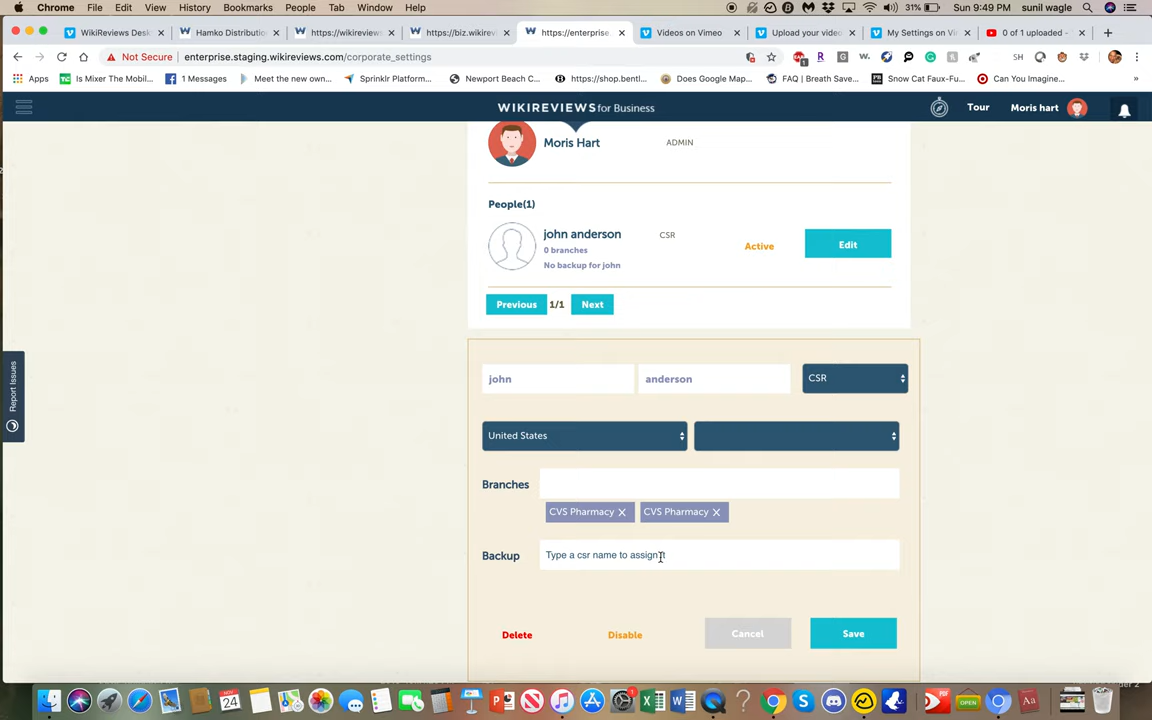 Chrome File Edit View History Bookmarks People Tab Window Help 31% Sun 9:49 PM sunil wagle
WikiReviews Desk Hamko Distributio https://wikireviews. https://biz.wikirevie https://enterprise Videos on Vimeo Upload your video My Settings on Vim 0 of 1 uploaded -
Not Secure enterprise.staging.wikireviews.com/corporate_settings
Apps Is Mixer The Mobil... 1 Messages Meet the new own... Sprinklr Platform... Newport Beach C... https://shop.bentl... Does Google Map... FAQ | Breath Save... Snow Cat Faux-Fu... Can You Imagine... »
WIKIREVIEWS for Business Tour Moris hart
Moris Hart ADMIN
People(1)
john anderson CSR
0 branches Active Edit
No backup for john
Previous 1/1 Next
Report Issues
john anderson CSR
United States
Branches
CVS Pharmacy CVS Pharmacy
Backup Type a csr name to assign it
Delete Disable Cancel Save